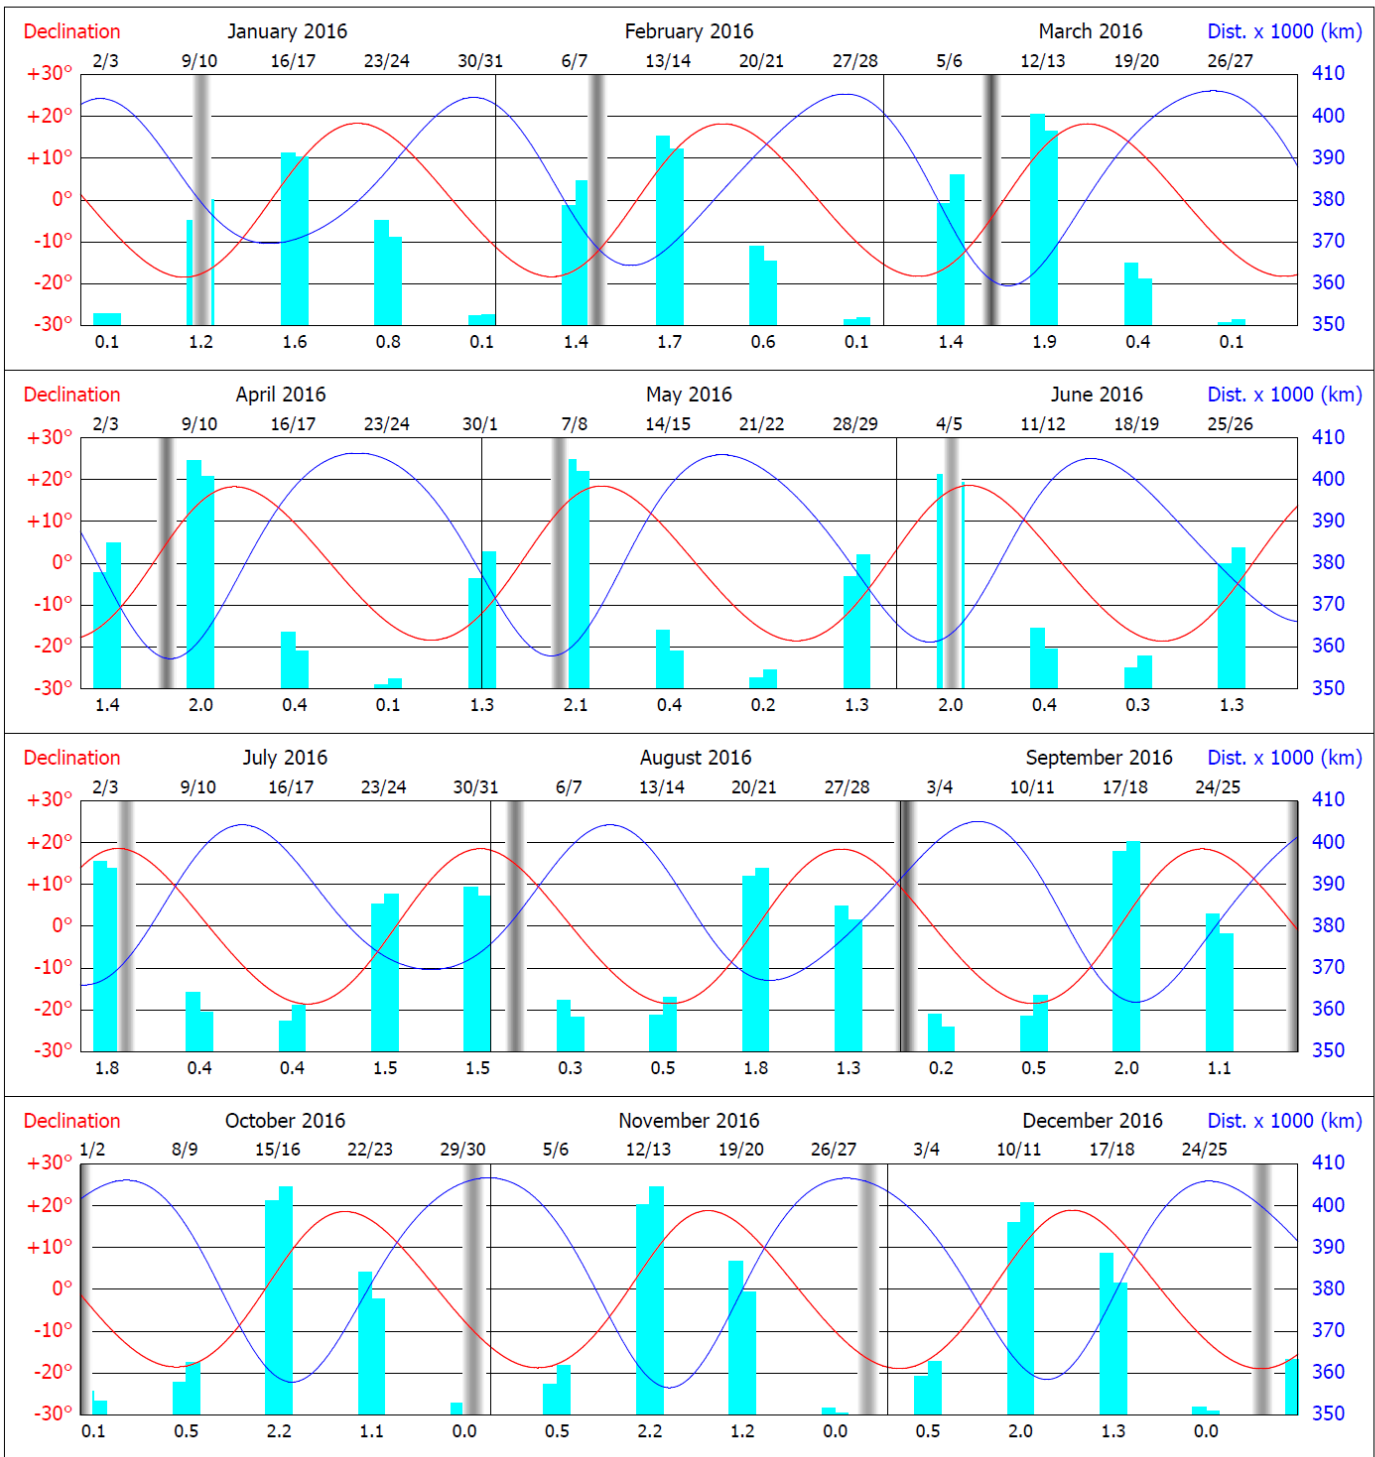 Declination January 2016 February 2016 March 2016 Dist. x 1000 (km)
2/3 9/10 16/17 23/24 30/31 6/7 13/14 20/21 27/28 5/6 12/13 19/20 26/27
+30° 410
+20° 400
+10° 390
0° 380
-10° 370
-20° 360
-30° 350
0.1 1.2 1.6 0.8 0.1 1.4 1.7 0.6 0.1 1.4 1.9 0.4 0.1
Declination April 2016 May 2016 June 2016 Dist. x 1000 (km)
2/3 9/10 16/17 23/24 30/1 7/8 14/15 21/22 28/29 4/5 11/12 18/19 25/26
+30° 410
+20° 400
+10° 390
0° 380
-10° 370
-20° 360
-30° 350
1.4 2.0 0.4 0.1 1.3 2.1 0.4 0.2 1.3 2.0 0.4 0.3 1.3
Declination July 2016 August 2016 September 2016 Dist. x 1000 (km)
2/3 9/10 16/17 23/24 30/31 6/7 13/14 20/21 27/28 3/4 10/11 17/18 24/25
+30° 410
+20° 400
+10° 390
0° 380
-10° 370
-20° 360
-30° 350
1.8 0.4 0.4 1.5 1.5 0.3 0.5 1.8 1.3 0.2 0.5 2.0 1.1
Declination October 2016 November 2016 December 2016 Dist. x 1000 (km)
1/2 8/9 15/16 22/23 29/30 5/6 12/13 19/20 26/27 3/4 10/11 17/18 24/25
+30° 410
+20° 400
+10° 390
0° 380
-10° 370
-20° 360
-30° 350
0.1 0.5 2.2 1.1 0.0 0.5 2.2 1.2 0.0 0.5 2.0 1.3 0.0